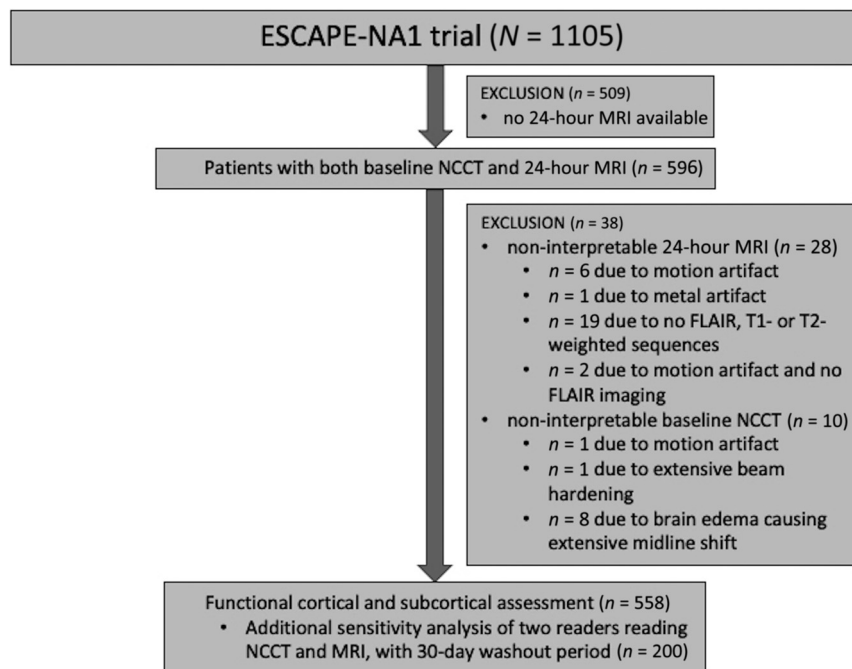 ESCAPE-NA1 trial (N = 1105)
EXCLUSION (n = 509)
• no 24-hour MRI available
Patients with both baseline NCCT and 24-hour MRI (n = 596)
EXCLUSION (n = 38)
• non-interpretable 24-hour MRI (n = 28)
• n = 6 due to motion artifact
• n = 1 due to metal artifact
• n = 19 due to no FLAIR, T1- or T2-
weighted sequences
• n = 2 due to motion artifact and no
FLAIR imaging
• non-interpretable baseline NCCT (n = 10)
• n = 1 due to motion artifact
• n = 1 due to extensive beam
hardening
• n = 8 due to brain edema causing
extensive midline shift
Functional cortical and subcortical assessment (n = 558)
• Additional sensitivity analysis of two readers reading
NCCT and MRI, with 30-day washout period (n = 200)